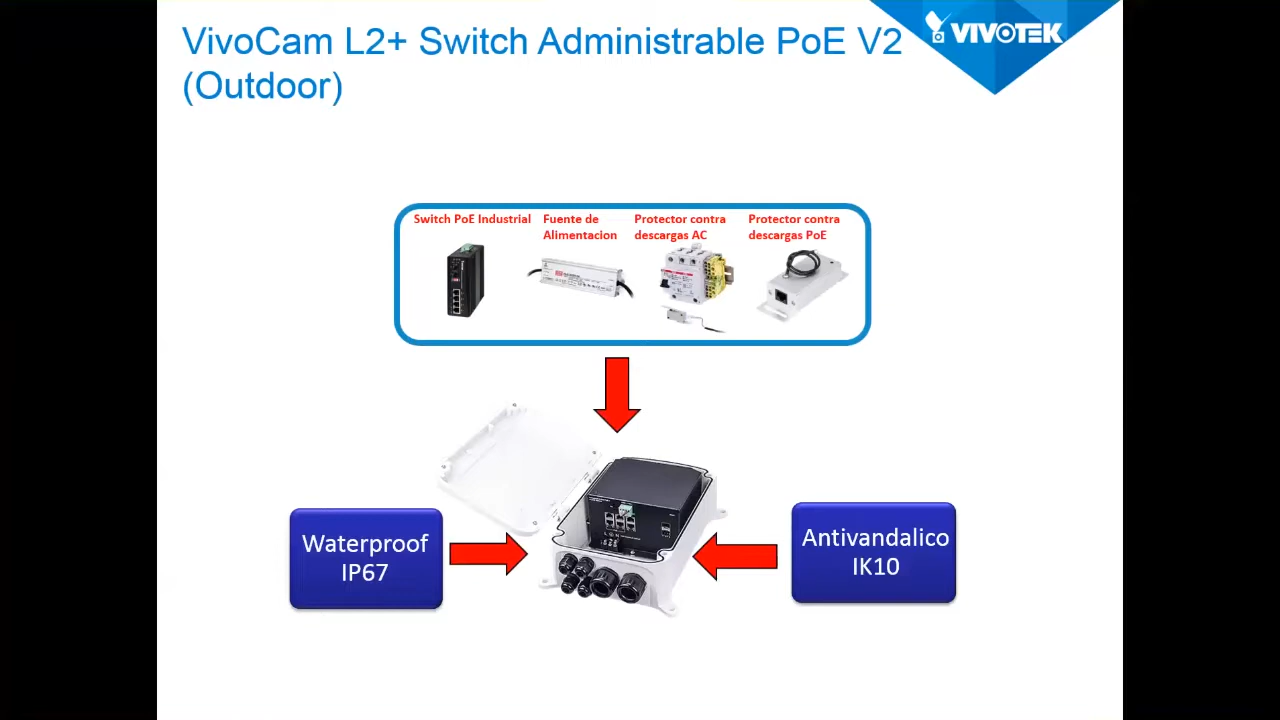 VivoCam L2+ Switch Administrable PoE V2
(Outdoor)
VIVOTEK
Switch PoE Industrial
Fuente de
Alimentacion
Protector contra
descargas AC
Protector contra
descargas PoE
Waterproof
IP67
Antivandalico
IK10